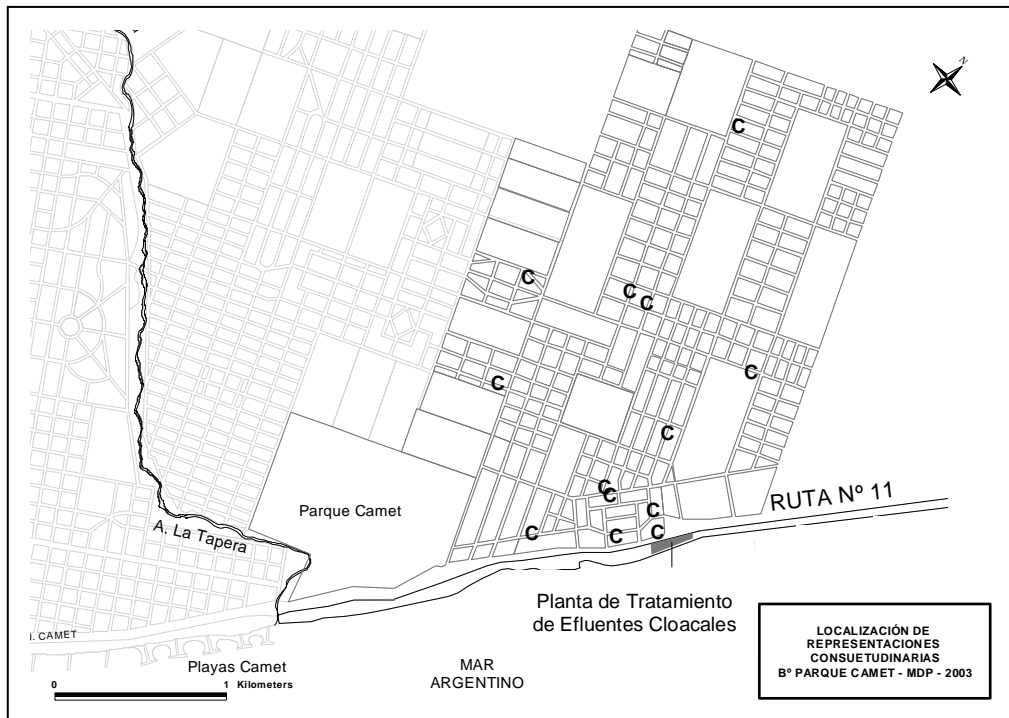 N
C
C
C
C
C
C
C
C
C
C
C
C
C
RUTA Nº 11
Parque Camet
A. La Tapera
Planta de Tratamiento
de Efluentes Cloacales
CAMET
Playas Camet
MAR
ARGENTINO
0 1 Kilometers
LOCALIZACIÓN DE
REPRESENTACIONES
CONSUETUDINARIAS
Bº PARQUE CAMET - MDP - 2003